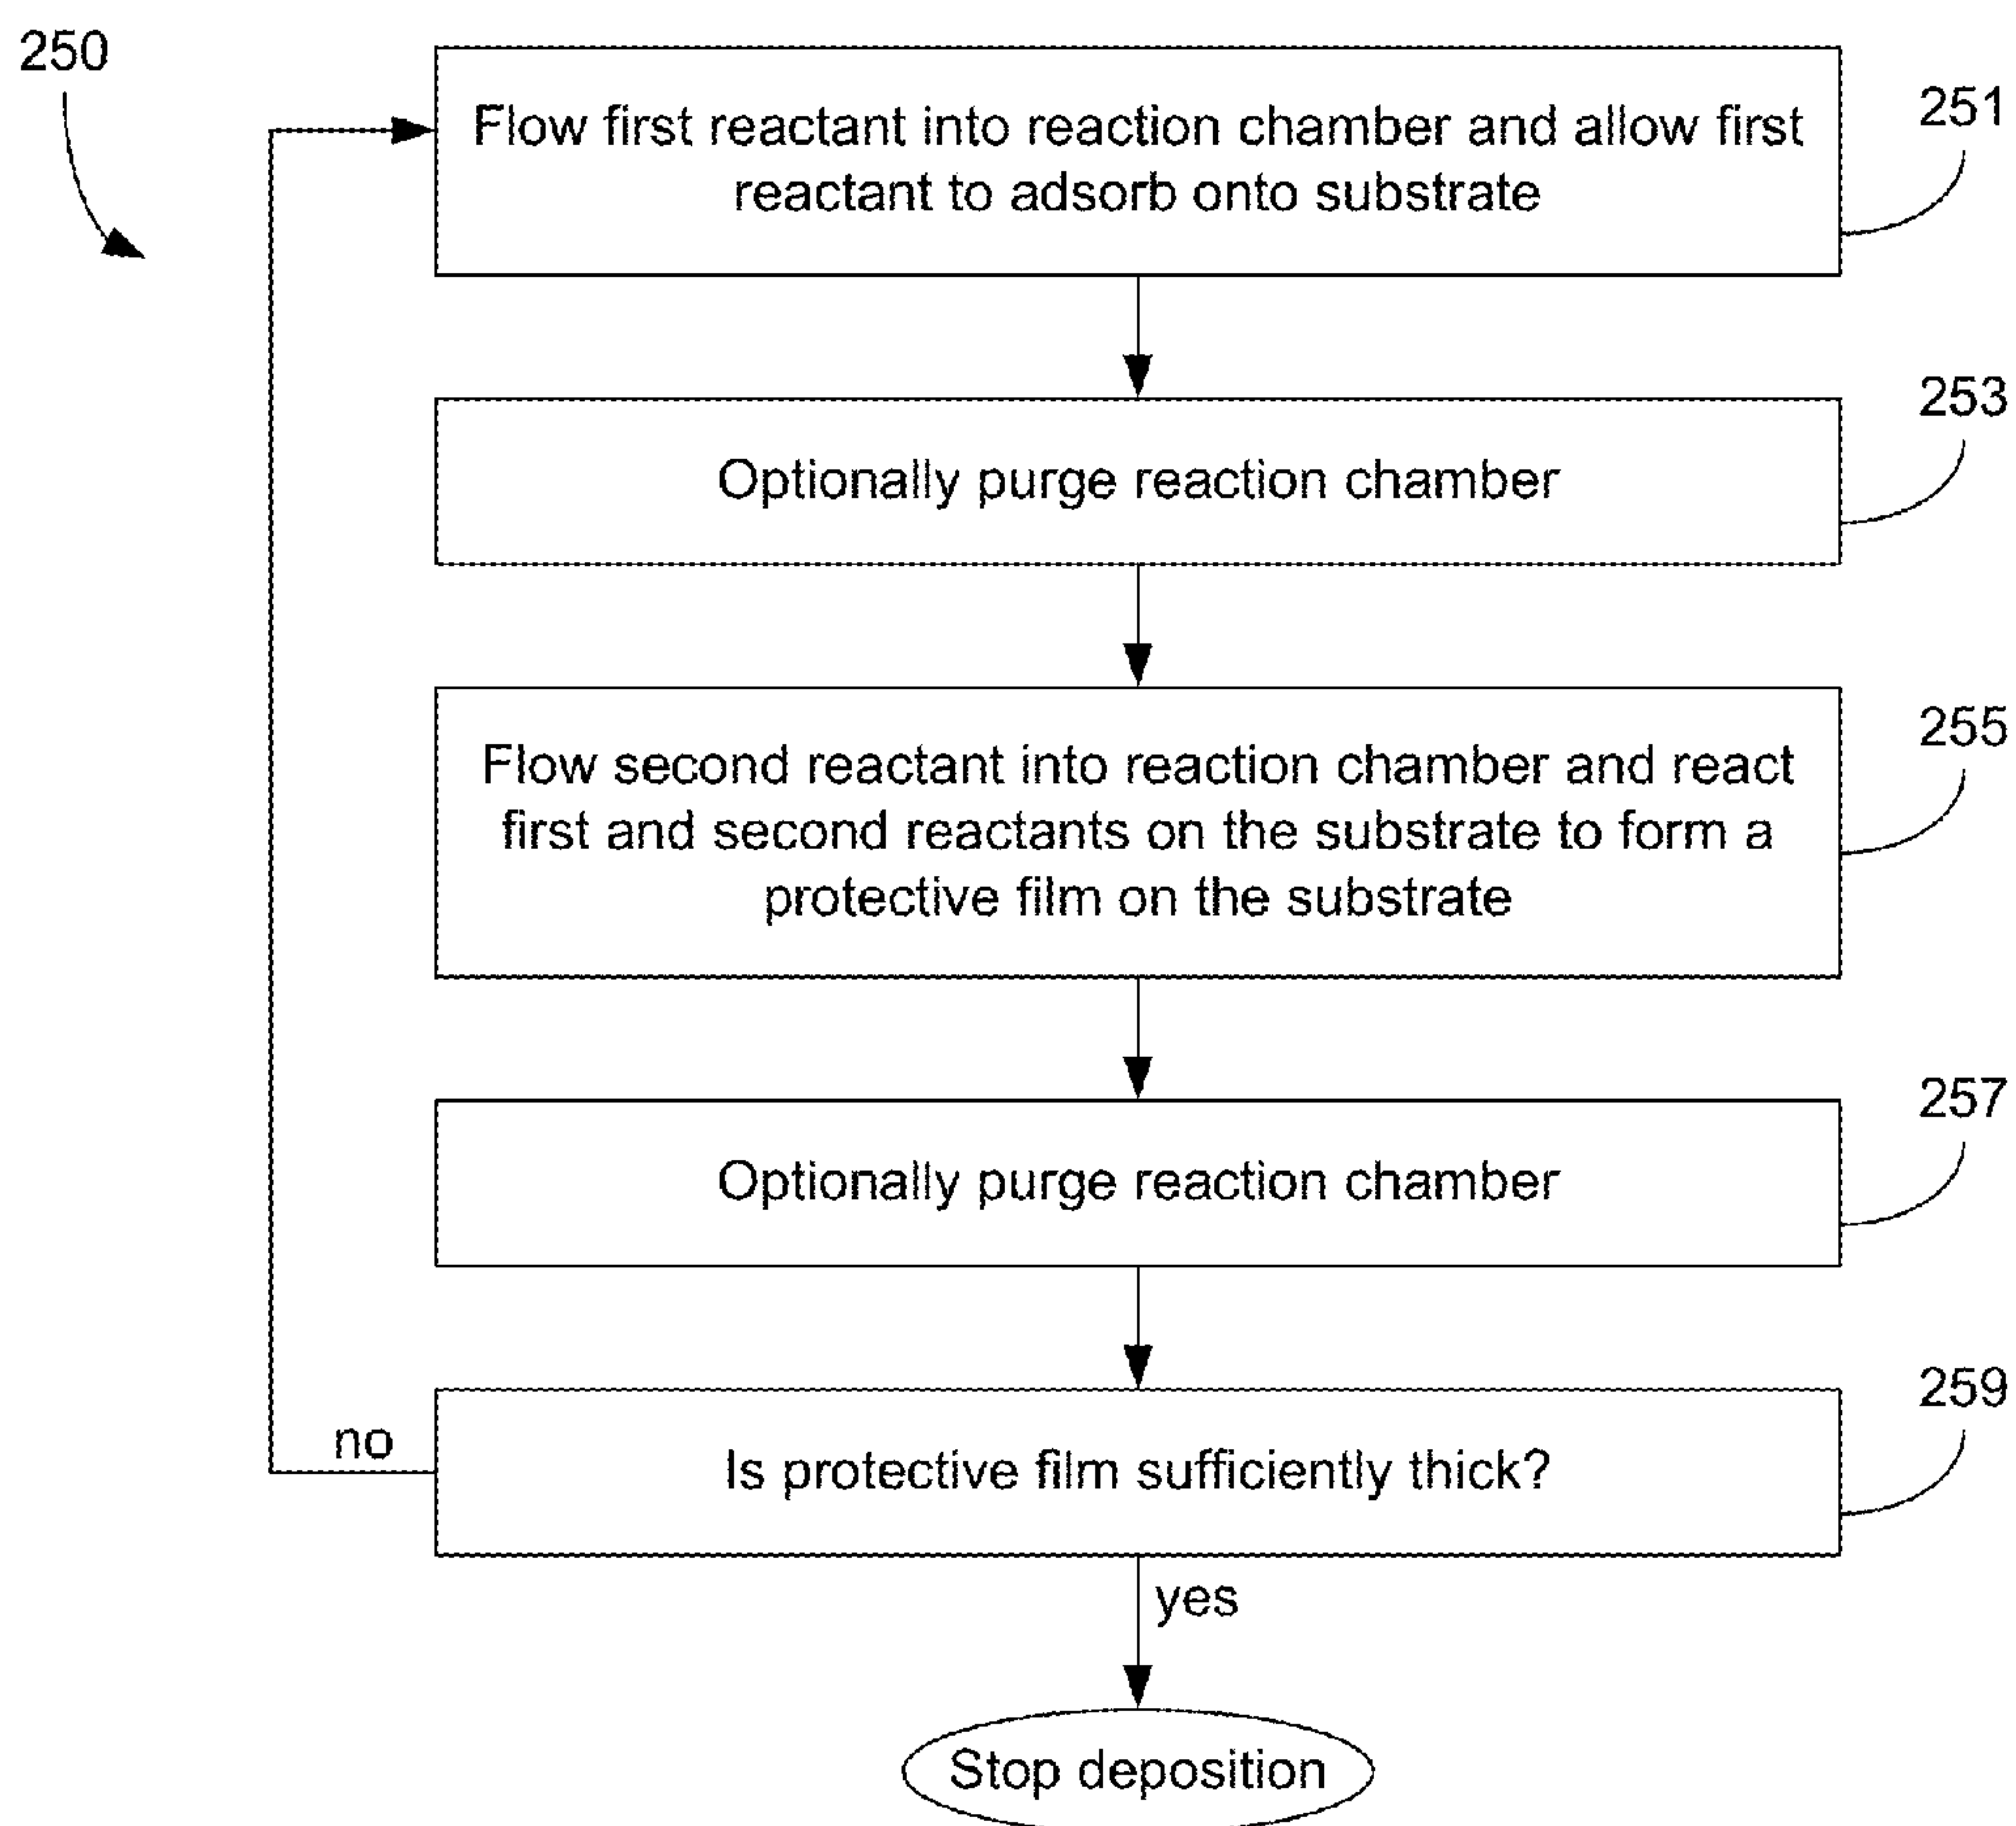 250
Flow first reactant into reaction chamber and allow first
reactant to adsorb onto substrate
251
Optionally purge reaction chamber
253
Flow second reactant into reaction chamber and react
first and second reactants on the substrate to form a
protective film on the substrate
255
Optionally purge reaction chamber
257
Is protective film sufficiently thick?
259
no
yes
Stop deposition